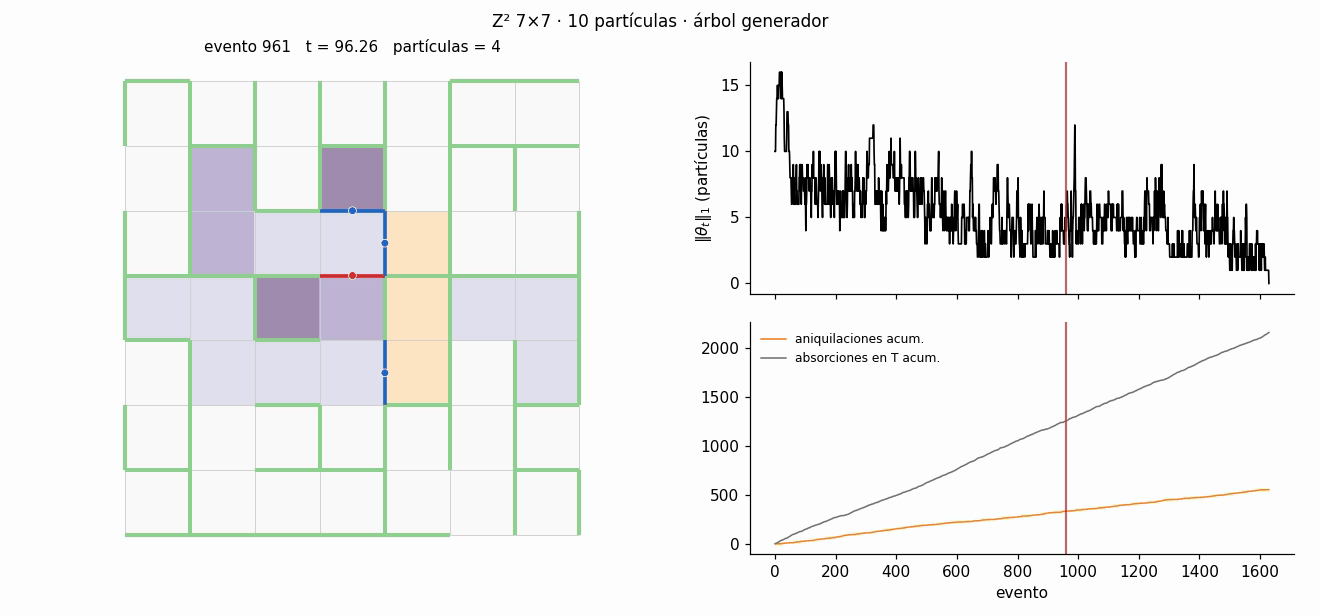 Z² 7×7 · 10 partículas · árbol generador
evento 961   t = 96.26   partículas = 4
‖θₜ‖₁ (partículas)
15
10
5
0
aniquilaciones acum.
absorciones en T acum.
2000
1500
1000
500
0
0 200 400 600 800 1000 1200 1400 1600
evento